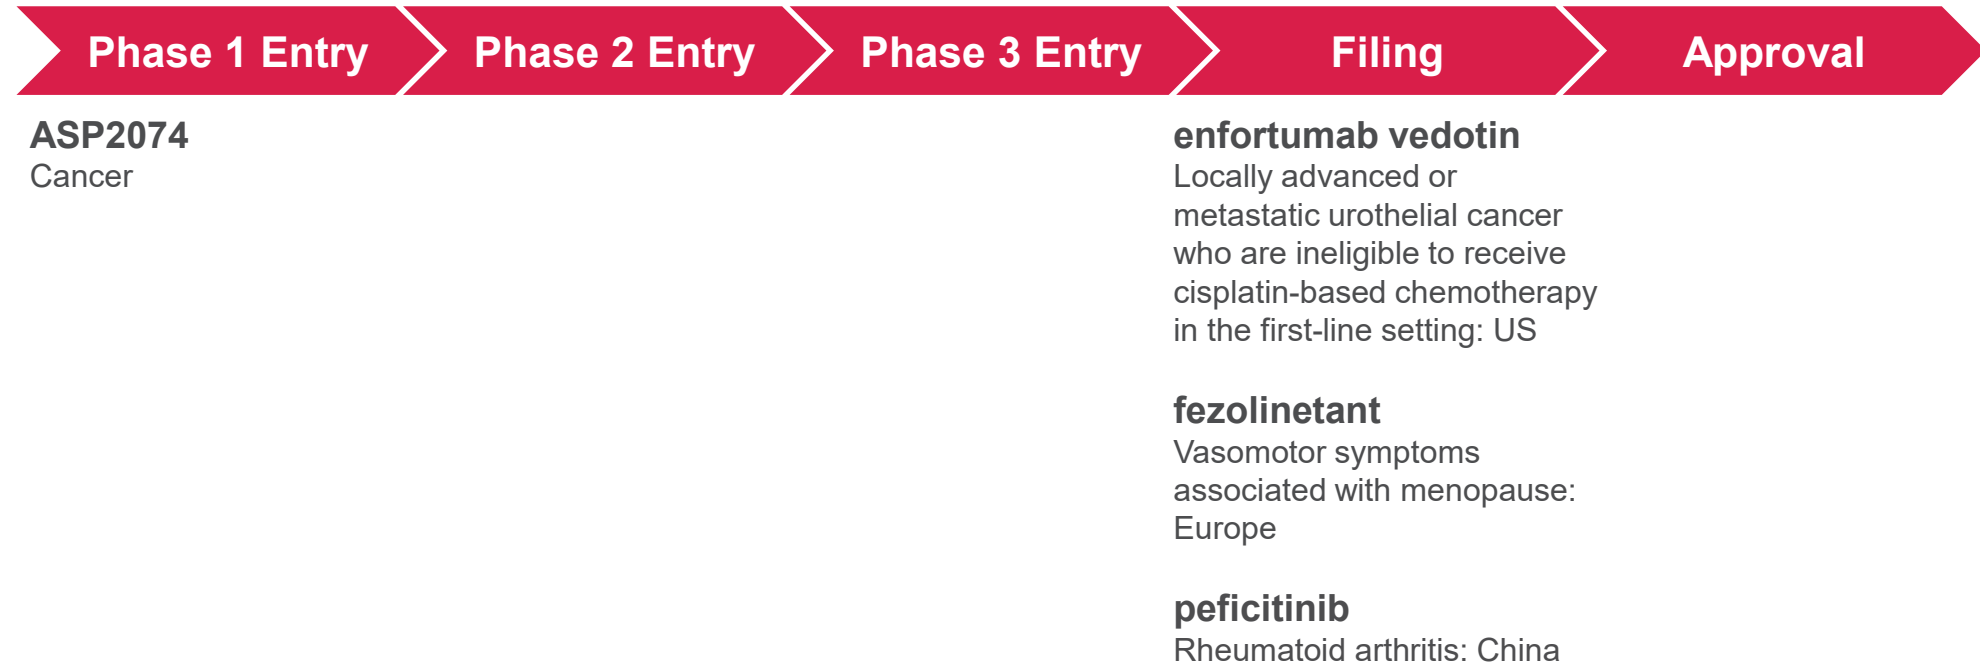 Phase 1 Entry
Phase 2 Entry
Phase 3 Entry
Filing
Approval
ASP2074
Cancer
enfortumab vedotin
Locally advanced or
metastatic urothelial cancer
who are ineligible to receive
cisplatin-based chemotherapy
in the first-line setting: US
fezolinetant
Vasomotor symptoms
associated with menopause:
Europe
peficitinib
Rheumatoid arthritis: China